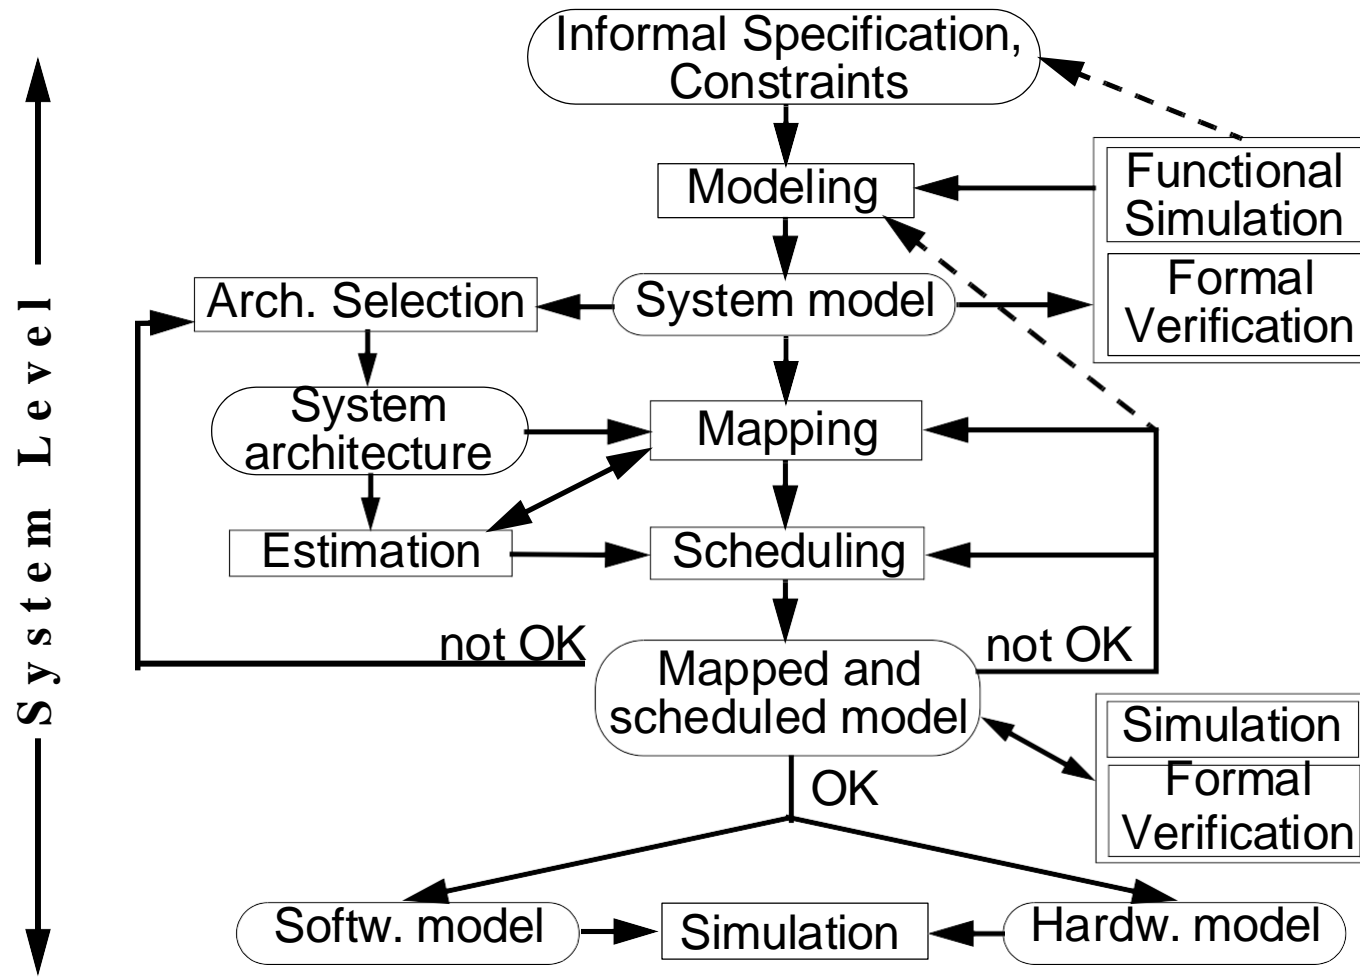 System Level
Informal Specification,
Constraints
Modeling
Functional
Simulation
Formal
Verification
Arch. Selection
System model
System
architecture
Mapping
Estimation
Scheduling
not OK
Mapped and
scheduled model
not OK
Simulation
Formal
Verification
OK
Softw. model
Simulation
Hardw. model